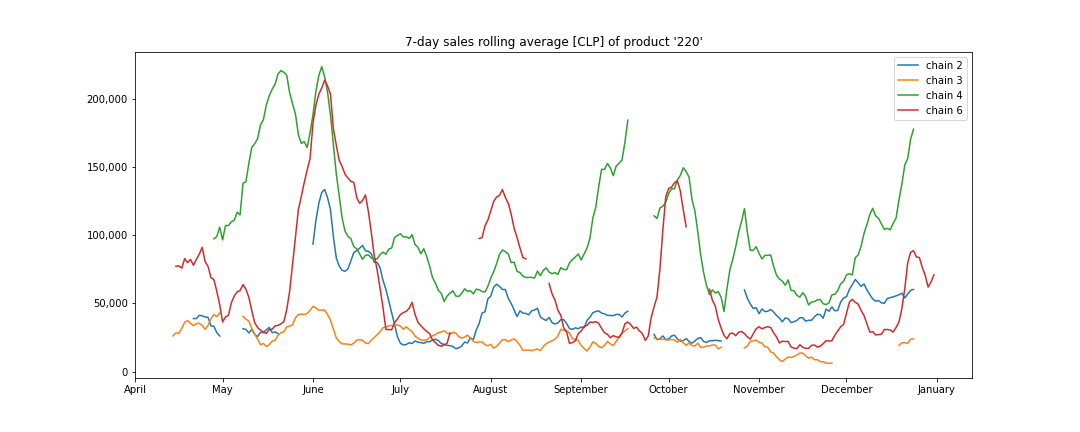 7-day sales rolling average [CLP] of product '220'
chain 2
chain 3
chain 4
chain 6
200,000
150,000
100,000
50,000
0
April May June July August September October November December January